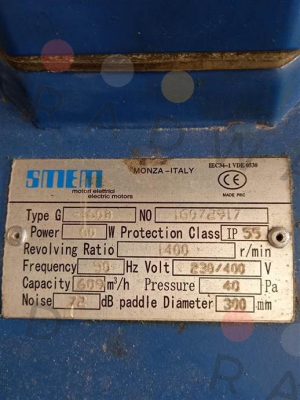 SMEM
motori elettrici
electric motors
MONZA-ITALY
IEC34-1 VDE 0530
CE
MADE PRC
Type G NO
Power W Protection Class IP 55
Revolving Ratio 1400 r/min
Frequency 50 Hz Volt 230/400 V
Capacity 609 m³/h Pressure 40 Pa
Noise 72 dB paddle Diameter 300 mm